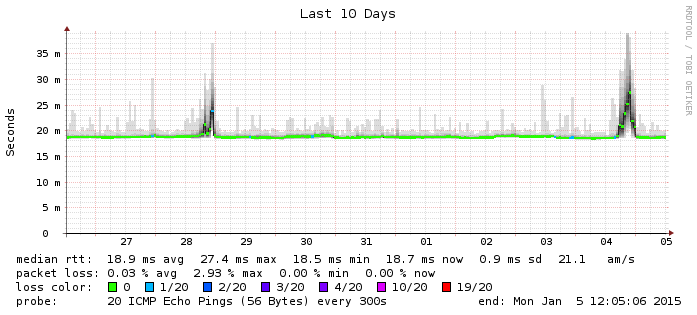 Last 10 Days
RRDTOOL / TOBI OETIKER
Seconds
35 m
30 m
25 m
20 m
15 m
10 m
5 m
0
27 28 29 30 31 01 02 03 04 05
median rtt: 18.9 ms avg 27.4 ms max 18.5 ms min 18.7 ms now 0.9 ms sd 21.1 am/s
packet loss: 0.03 % avg 2.93 % max 0.00 % min 0.00 % now
loss color: 0 1/20 2/20 3/20 4/20 10/20 19/20
probe: 20 ICMP Echo Pings (56 Bytes) every 300s end: Mon Jan 5 12:05:06 2015